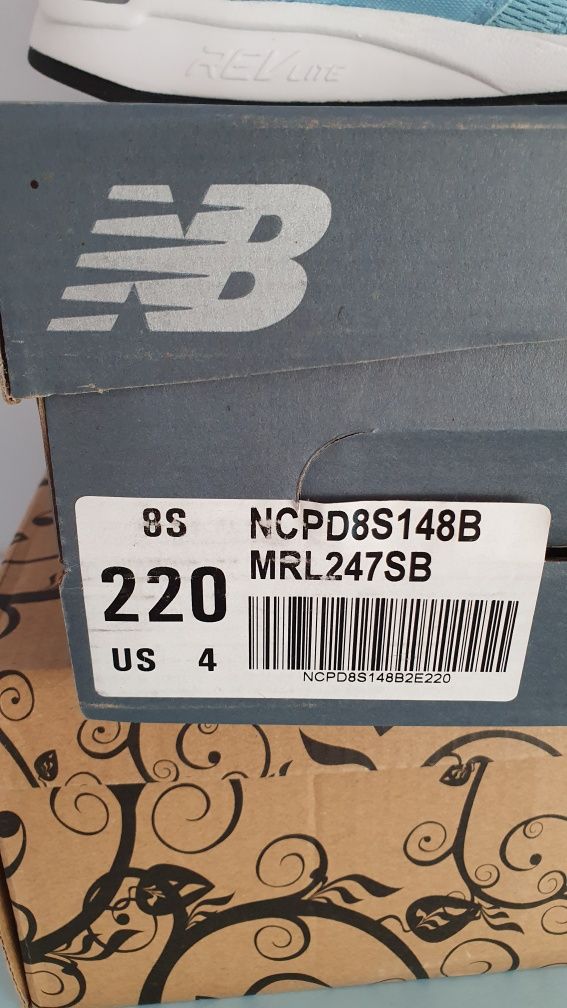 REVLITE
NB
8S
NCPD8S148B
MRL247SB
220
US 4
NCPD8S148B2E220